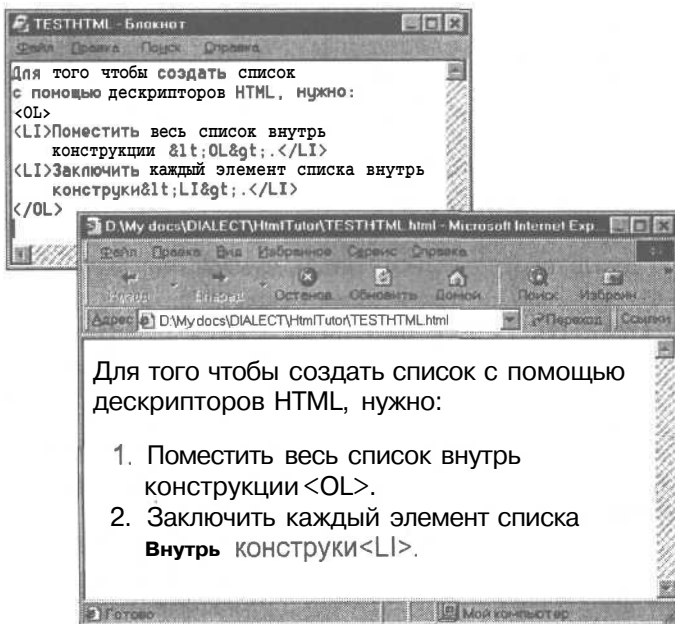 TESTHTML - Блокнот
Файл Правка Поиск Справка
Для того чтобы создать список
с помощью дескрипторов HTML, нужно:
<OL>
<LI>Поместить весь список внутрь
конструкции &lt;OL&gt;.</LI>
<LI>Заключить каждый элемент списка внутрь
конструки&lt;LI&gt;.</LI>
</OL>
D:\My docs\DIALECT\HtmlTutor\TESTHTML.html - Microsoft Internet Exp...
Файл Правка Вид Избранное Сервис Справка
Назад Вперед Останов. Обновить Домой Поиск Избранн.
Адрес D:\My docs\DIALECT\HtmlTutor\TESTHTML.html Переход Ссылки
Для того чтобы создать список с помощью
дескрипторов HTML, нужно:
1. Поместить весь список внутрь
конструкции <OL>.
2. Заключить каждый элемент списка
Внутрь конструки<LI>.
Готово Мой компьютер